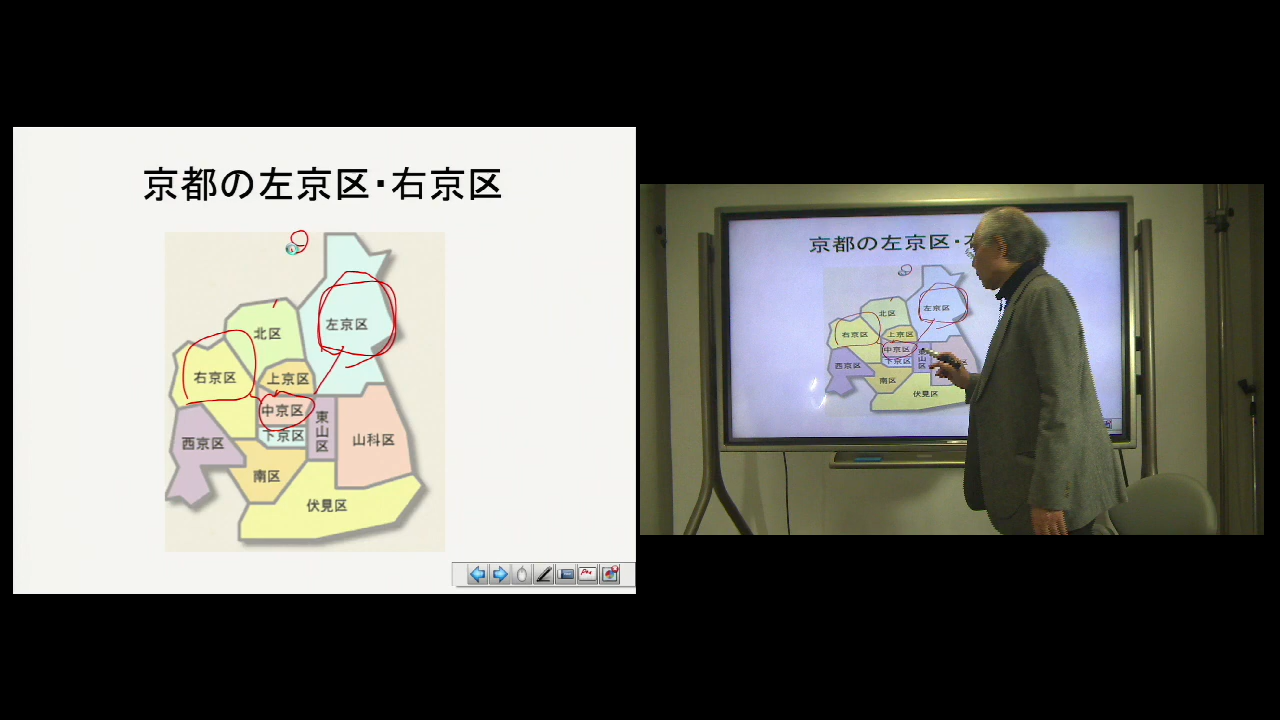 京都の左京区・右京区
左京区
北区
右京区
上京区
中京区
東山区
下京区
西京区
山科区
南区
伏見区
京都の左京区・右
左京区
北区
右京区
上京区
中京区
下京区
西京区
南区
伏見区